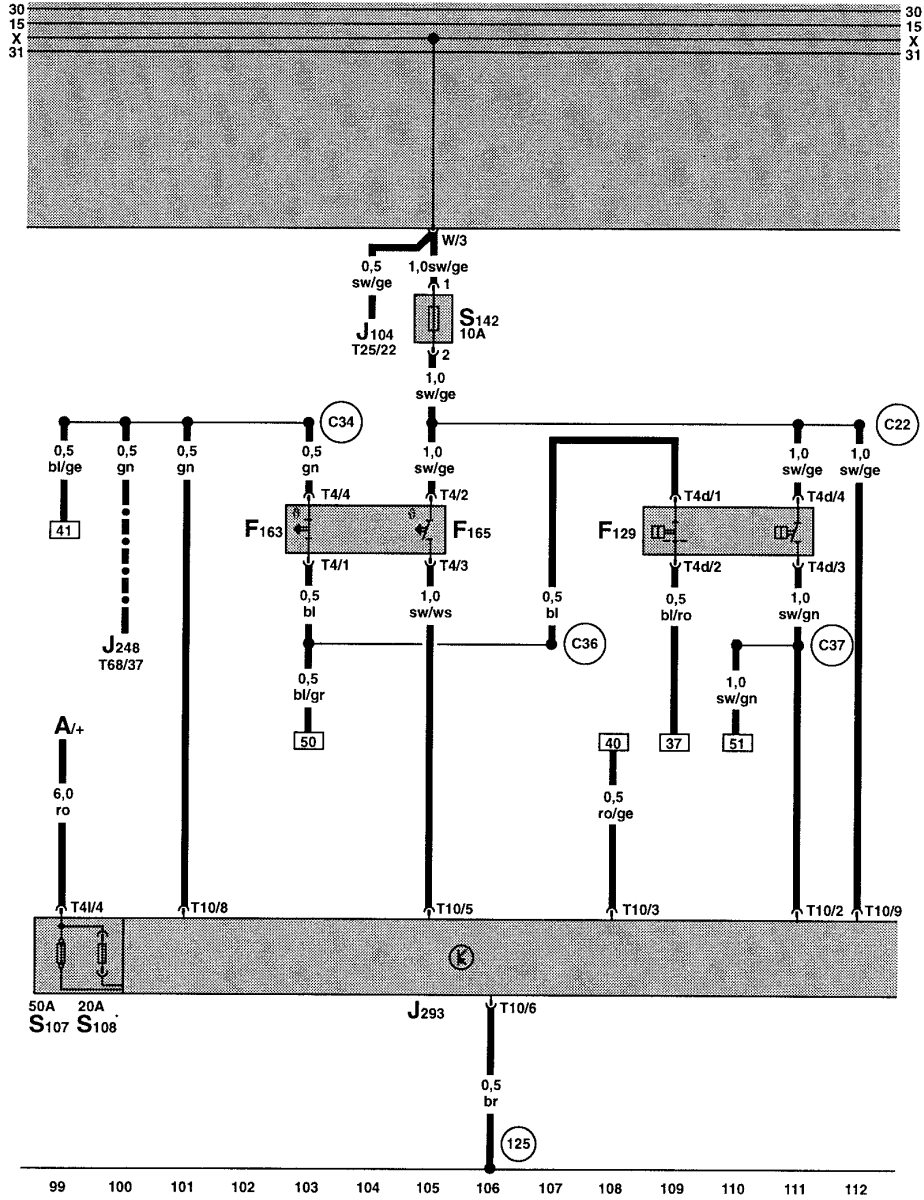 30 30
15 15
X X
31 31
W/3
0,5 1,0sw/ge
sw/ge
1
J104 S142
T25/22 10A
2
1,0
sw/ge
C34 C22
0,5 0,5 0,5 0,5 1,0 1,0 1,0
bl/ge gn gn gn sw/ge sw/ge sw/ge
T4/4 T4/2 T4d/1 T4d/4
41 F163 F165 F129
T4/1 T4/3 T4d/2 T4d/3
0,5 1,0 0,5 0,5 1,0
bl sw/ws bl bl/ro sw/gn
J248 C36 C37
T68/37
0,5 1,0
bl/gr sw/gn
A/+
50 40 37 51
6,0 0,5
ro ro/ge
T4l/4 T10/8 T10/5 T10/3 T10/2 T10/9
K
50A 20A
S107 S108
J293 T10/6
0,5
br
125
99 100 101 102 103 104 105 106 107 108 109 110 111 112